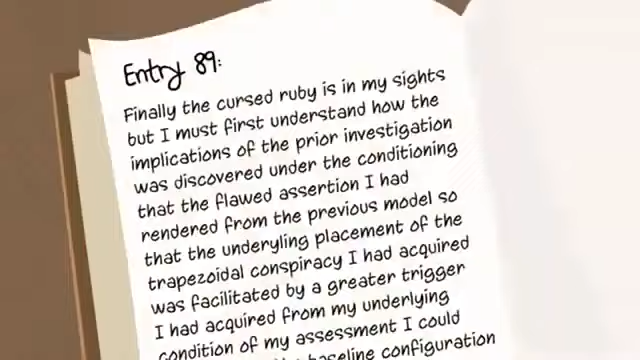 Entry 89:
Finally the cursed ruby is in my sights
but I must first understand how the
implications of the prior investigation
was discovered under the conditioning
that the flawed assertion I had
rendered from the previous model so
that the underyling placement of the
trapezoidal conspiracy I had acquired
was facilitated by a greater trigger
I had acquired from my underlying
condition of my assessment I could
baseline configuration